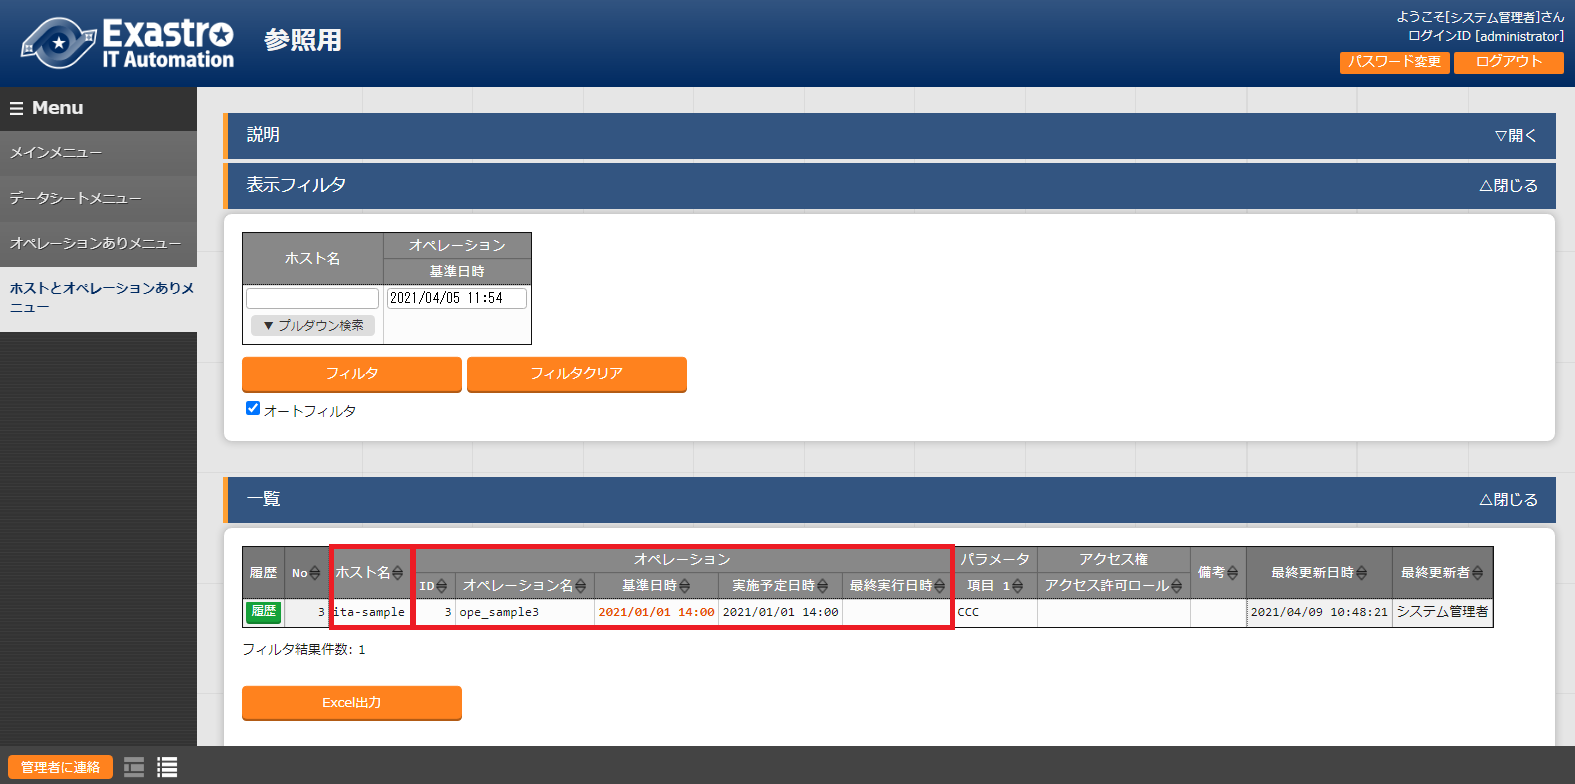 Exastro
IT Automation
参照用
ようこそ[システム管理者]さん
ログインID [administrator]
パスワード変更
ログアウト
Menu
メインメニュー
データシートメニュー
オペレーションありメニュー
ホストとオペレーションありメ
ニュー
説明
▽開く
表示フィルタ
△閉じる
ホスト名
オペレーション
基準日時
2021/04/05 11:54
▼ プルダウン検索
フィルタ
フィルタクリア
オートフィルタ
一覧
△閉じる
履歴 No ホスト名 オペレーション パラメータ アクセス権 備考 最終更新日時 最終更新者
ID オペレーション名 基準日時 実施予定日時 最終実行日時 項目 1 アクセス許可ロール
履歴 3 ita-sample 3 ope_sample3 2021/01/01 14:00 2021/01/01 14:00 CCC 2021/04/09 10:48:21 システム管理者
フィルタ結果件数: 1
Excel出力
管理者に連絡